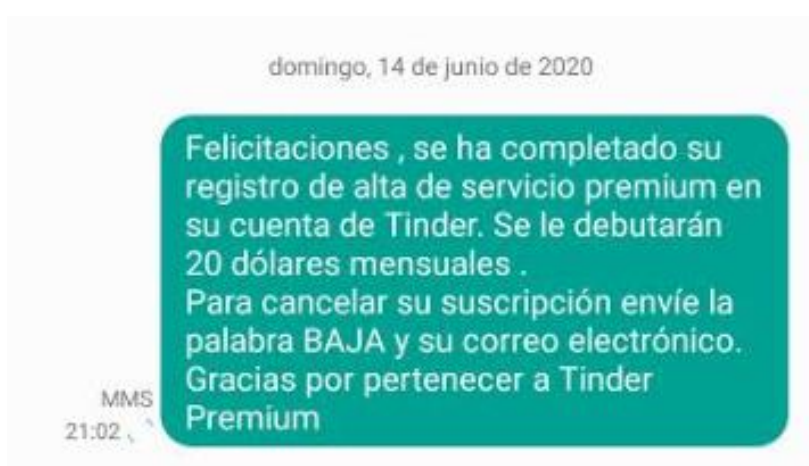 domingo, 14 de junio de 2020
Felicitaciones , se ha completado su
registro de alta de servicio premium en
su cuenta de Tinder. Se le debutarán
20 dólares mensuales .
Para cancelar su suscripción envíe la
palabra BAJA y su correo electrónico.
Gracias por pertenecer a Tinder
Premium
MMS
21:02